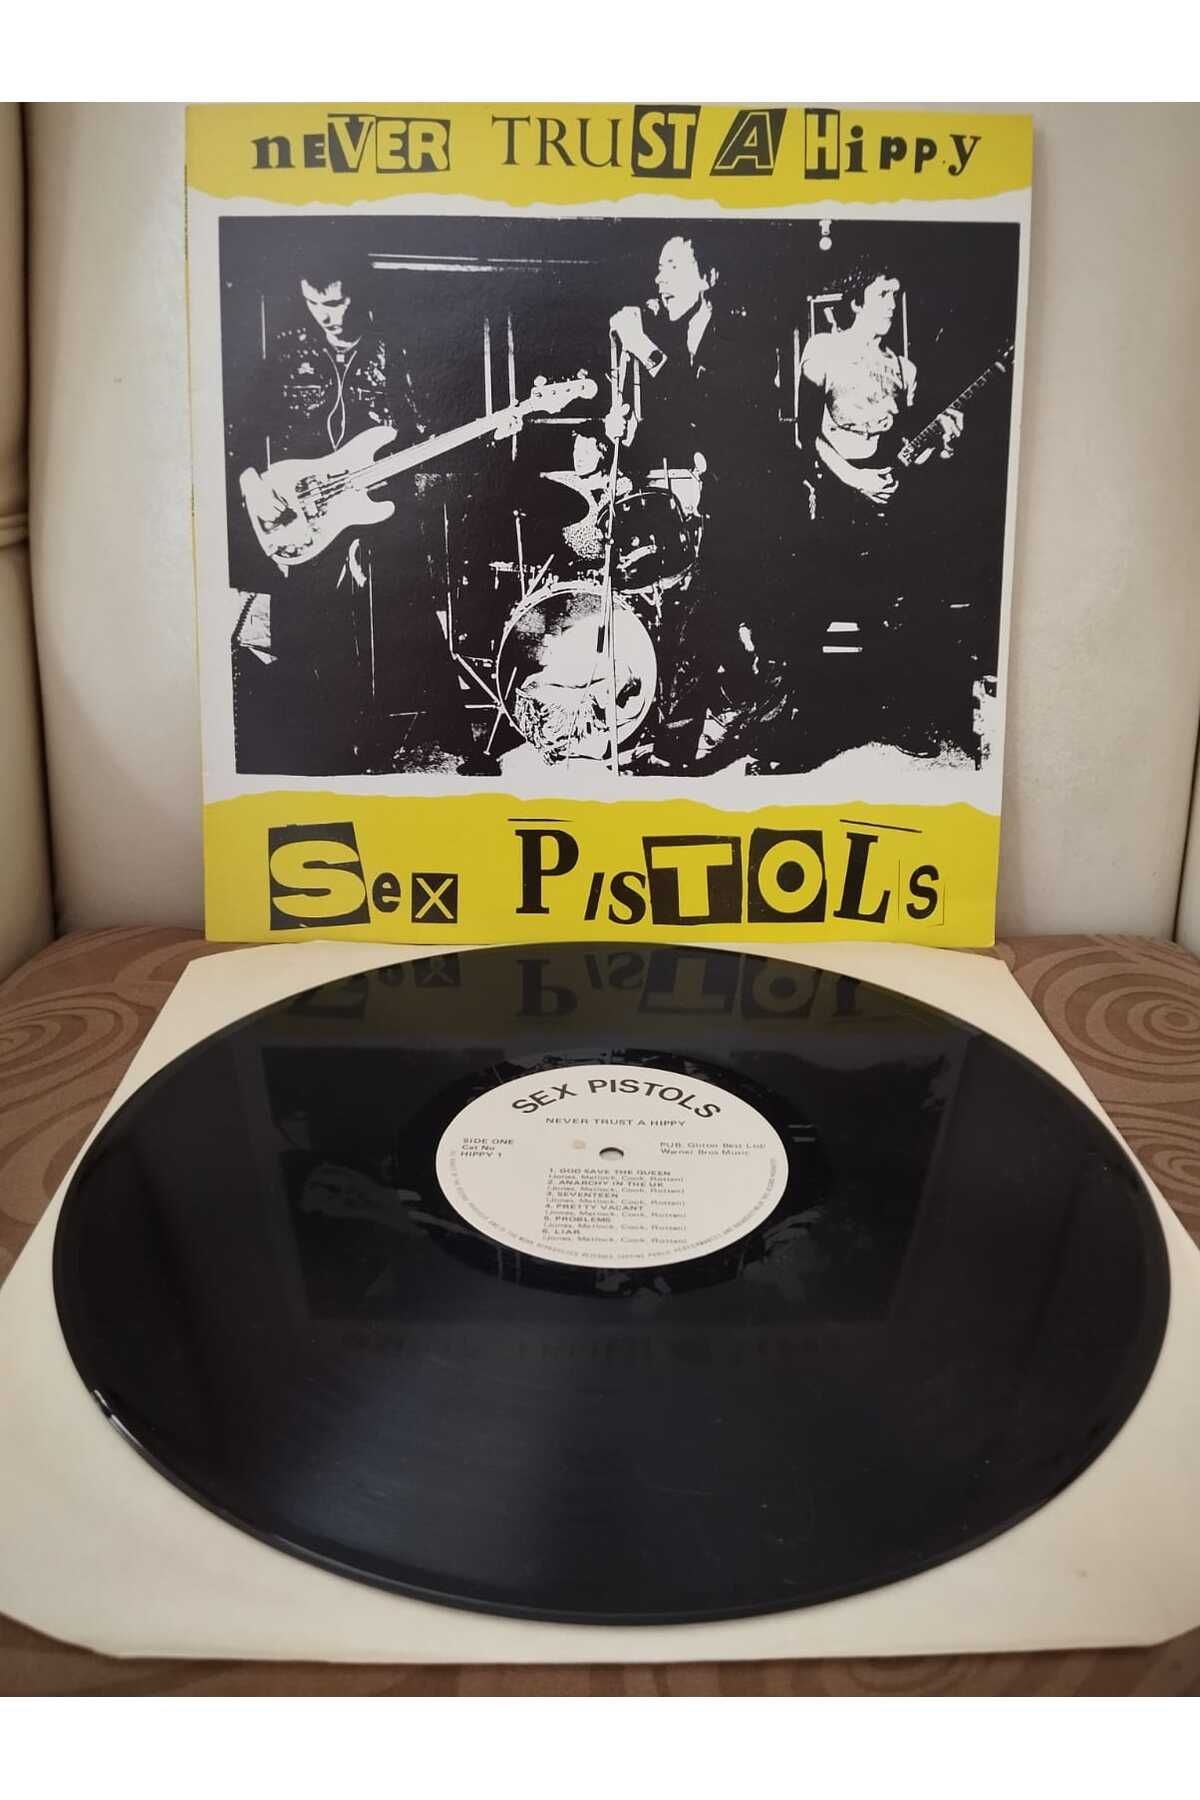 nEVER TRUST A Hippy
Sex PisTOLs
SEX PISTOLS
NEVER TRUST A HIPPY
SIDE ONE
Cat No
HIPPY 1
PUB. Glitton Best Ltd/
Warner Bros Music
1. GOD SAVE THE QUEEN
(Jones, Matlock, Cook, Rotten)
2. ANARCHY IN THE UK
(Jones, Matlock, Cook, Rotten)
3. SEVENTEEN
(Jones, Matlock, Cook, Rotten)
4. PRETTY VACANT
(Jones, Matlock, Cook, Rotten)
5. PROBLEMS
(Jones, Matlock, Cook, Rotten)
6. LIAR
(Jones, Matlock, Cook, Rotten)